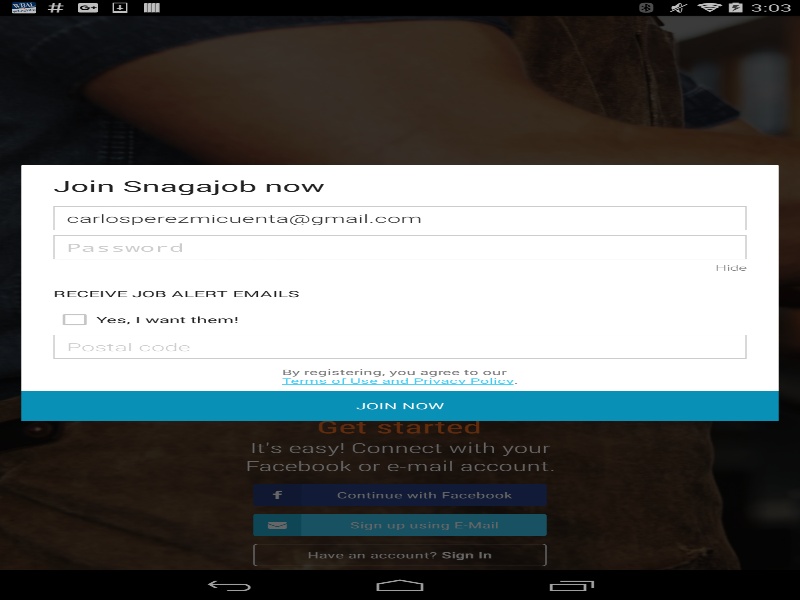 3:03
Join Snagajob now
carlosperezmicuenta@gmail.com
Password
Hide
RECEIVE JOB ALERT EMAILS
Yes, I want them!
Postal code
By registering, you agree to our
Terms of Use and Privacy Policy.
JOIN NOW
Get started
It's easy! Connect with your
Facebook or e-mail account.
f Continue with Facebook
Sign up using E-Mail
Have an account? Sign In